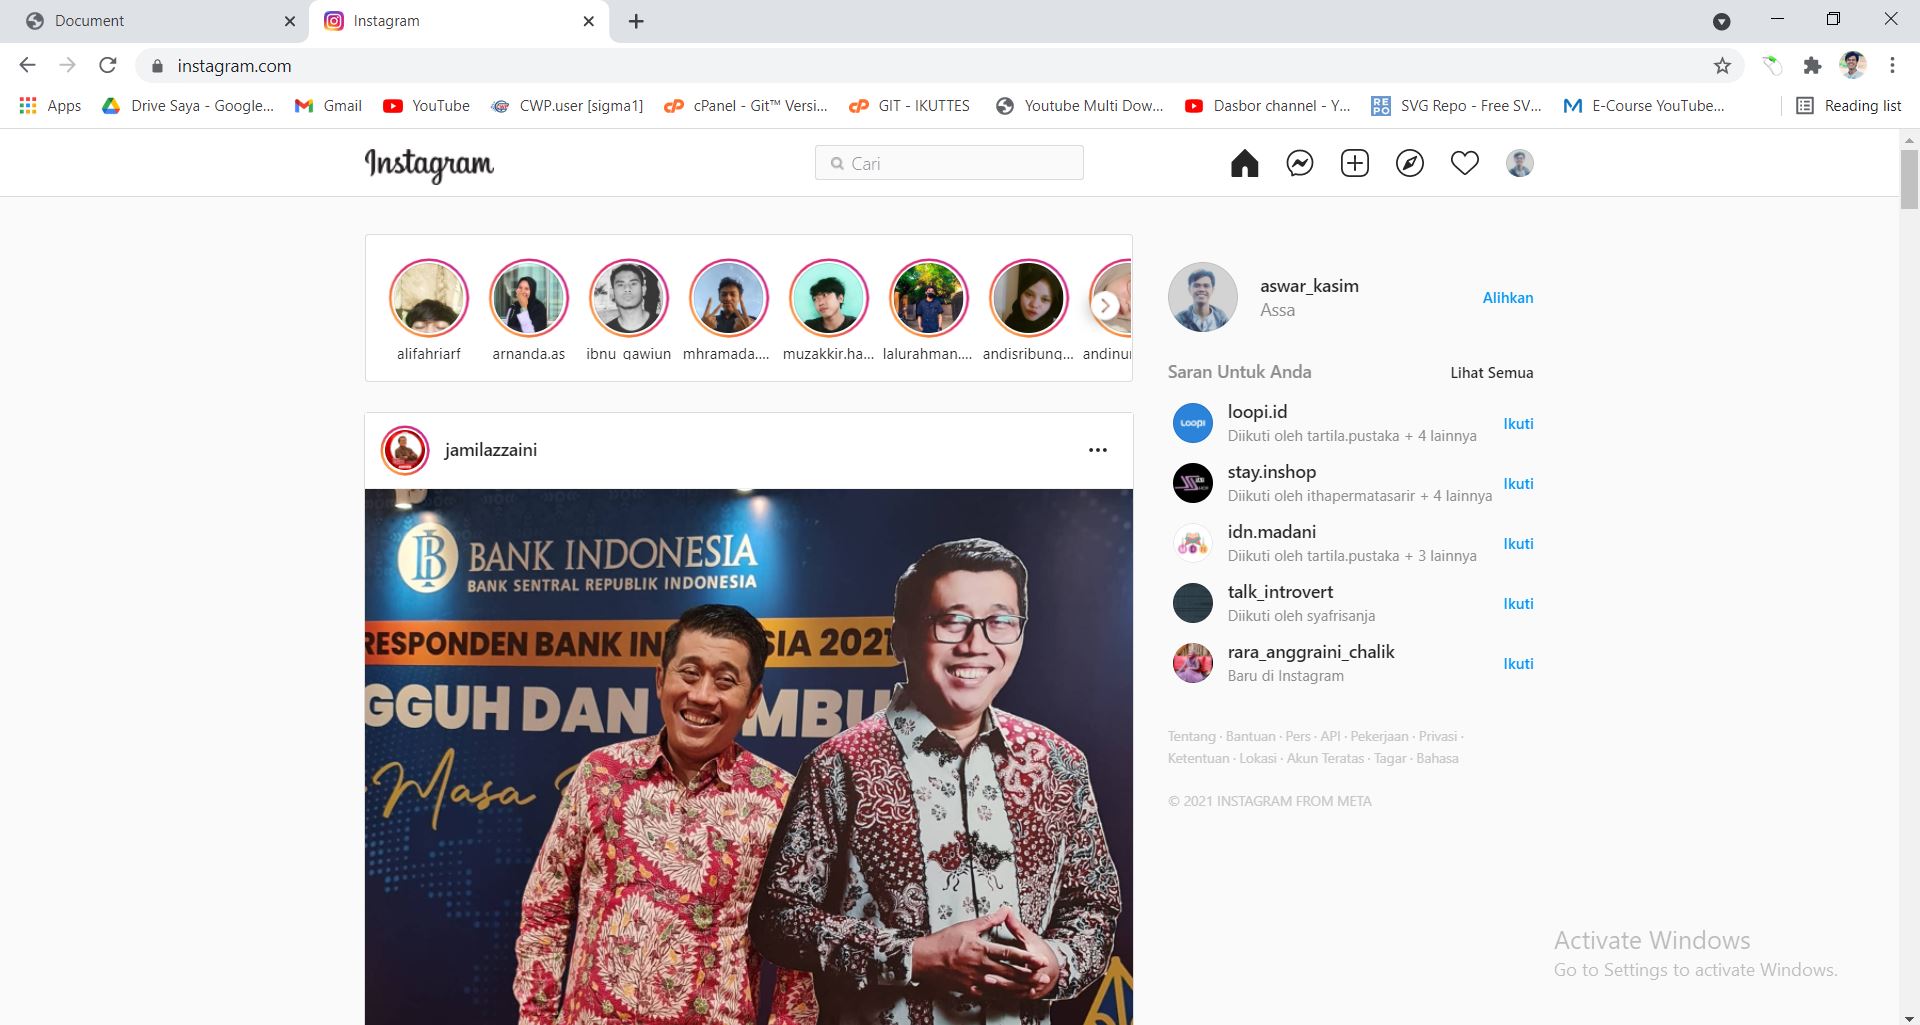 Document
Instagram
instagram.com
Apps
Drive Saya - Google...
Gmail
YouTube
CWP.user [sigma1]
cPanel - Git™ Versi...
GIT - IKUTTES
Youtube Multi Dow...
Dasbor channel - Y...
SVG Repo - Free SV...
E-Course YouTube...
Reading list
Instagram
Cari
alifahriarf
arnanda.as
ibnu_qawiun
mhramada....
muzakkir.ha...
lalurahman....
andisribung...
andinur
aswar_kasim
Assa
Alihkan
Saran Untuk Anda
Lihat Semua
loopi.id
Diikuti oleh tartila.pustaka + 4 lainnya
Ikuti
stay.inshop
Diikuti oleh ithapermatasarir + 4 lainnya
Ikuti
idn.madani
Diikuti oleh tartila.pustaka + 3 lainnya
Ikuti
talk_introvert
Diikuti oleh syafrisanja
Ikuti
rara_anggraini_chalik
Baru di Instagram
Ikuti
Tentang · Bantuan · Pers · API · Pekerjaan · Privasi ·
Ketentuan · Lokasi · Akun Teratas · Tagar · Bahasa
© 2021 INSTAGRAM FROM META
jamilazzaini
BANK INDONESIA
BANK SENTRAL REPUBLIK INDONESIA
RESPONDEN BANK IN SIA 2021
GGUH DAN MBU
Masa
Activate Windows
Go to Settings to activate Windows.